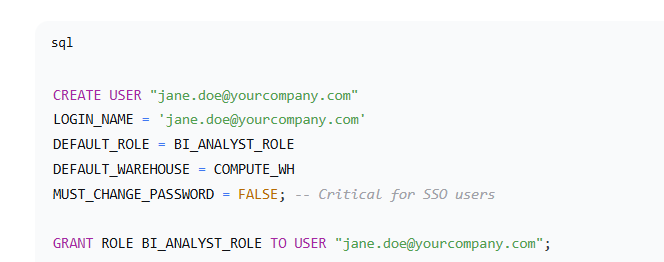 sql
CREATE USER "jane.doe@yourcompany.com"
LOGIN_NAME = 'jane.doe@yourcompany.com'
DEFAULT_ROLE = BI_ANALYST_ROLE
DEFAULT_WAREHOUSE = COMPUTE_WH
MUST_CHANGE_PASSWORD = FALSE; -- Critical for SSO users
GRANT ROLE BI_ANALYST_ROLE TO USER "jane.doe@yourcompany.com";